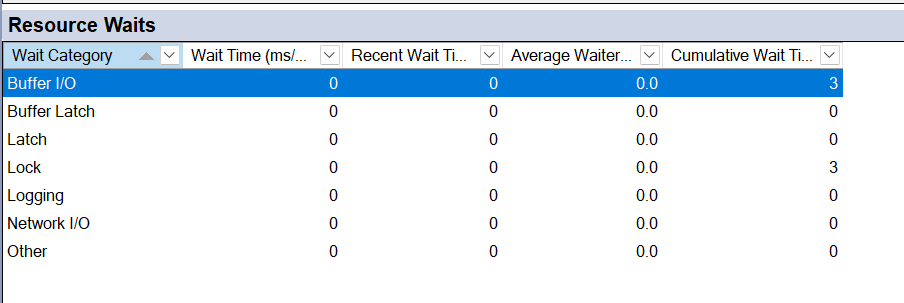 Resource Waits
Wait Category Wait Time (ms/... Recent Wait Ti... Average Waiter... Cumulative Wait Ti...
Buffer I/O 0 0 0.0 3
Buffer Latch 0 0 0.0 0
Latch 0 0 0.0 0
Lock 0 0 0.0 3
Logging 0 0 0.0 0
Network I/O 0 0 0.0 0
Other 0 0 0.0 0